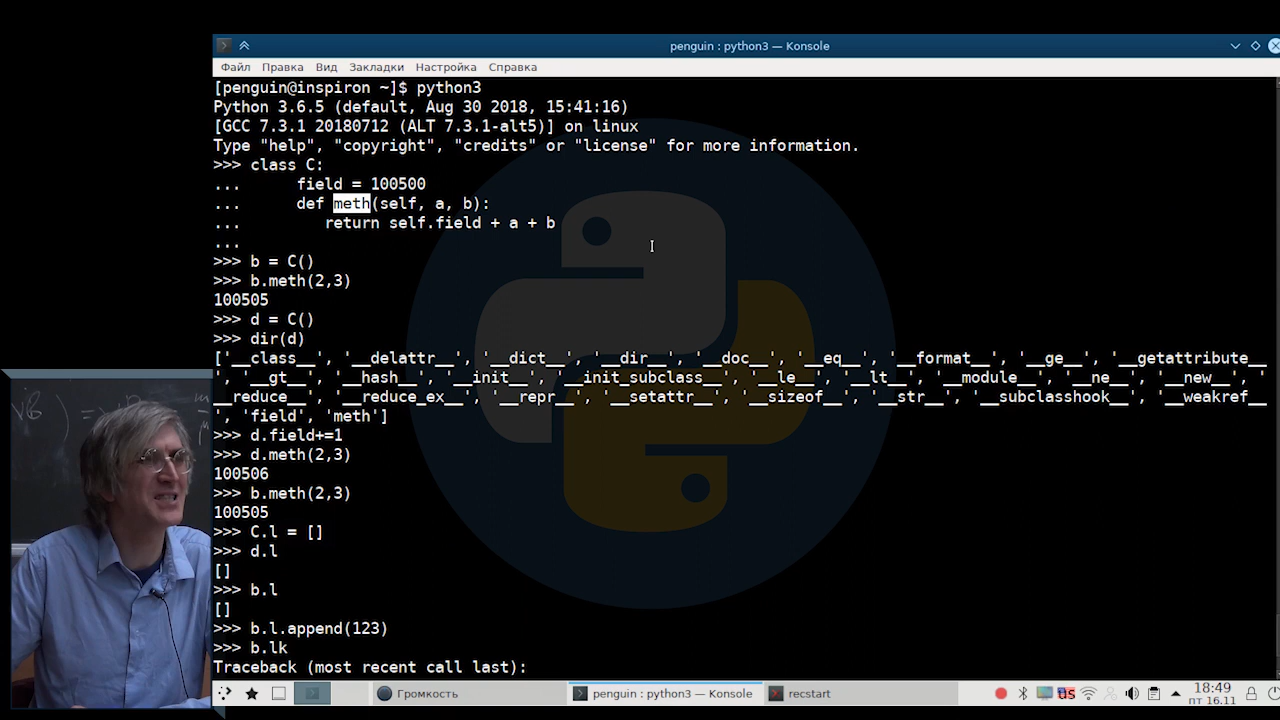 penguin : python3 — Konsole
Файл Правка Вид Закладки Настройка Справка
[penguin@inspiron ~]$ python3
Python 3.6.5 (default, Aug 30 2018, 15:41:16)
[GCC 7.3.1 20180712 (ALT 7.3.1-alt5)] on linux
Type "help", "copyright", "credits" or "license" for more information.
>>> class C:
...      field = 100500
...      def meth(self, a, b):
...         return self.field + a + b
...
>>> b = C()
>>> b.meth(2,3)
100505
>>> d = C()
>>> dir(d)
['__class__', '__delattr__', '__dict__', '__dir__', '__doc__', '__eq__', '__format__', '__ge__', '__getattribute__
', '__gt__', '__hash__', '__init__', '__init_subclass__', '__le__', '__lt__', '__module__', '__ne__', '__new__', '
__reduce__', '__reduce_ex__', '__repr__', '__setattr__', '__sizeof__', '__str__', '__subclasshook__', '__weakref__
', 'field', 'meth']
>>> d.field+=1
>>> d.meth(2,3)
100506
>>> b.meth(2,3)
100505
>>> C.l = []
>>> d.l
[]
>>> b.l
[]
>>> b.l.append(123)
>>> b.lk
Traceback (most recent call last):
Громкость
penguin : python3 — Konsole
recstart
us
18:49
пт 16.11